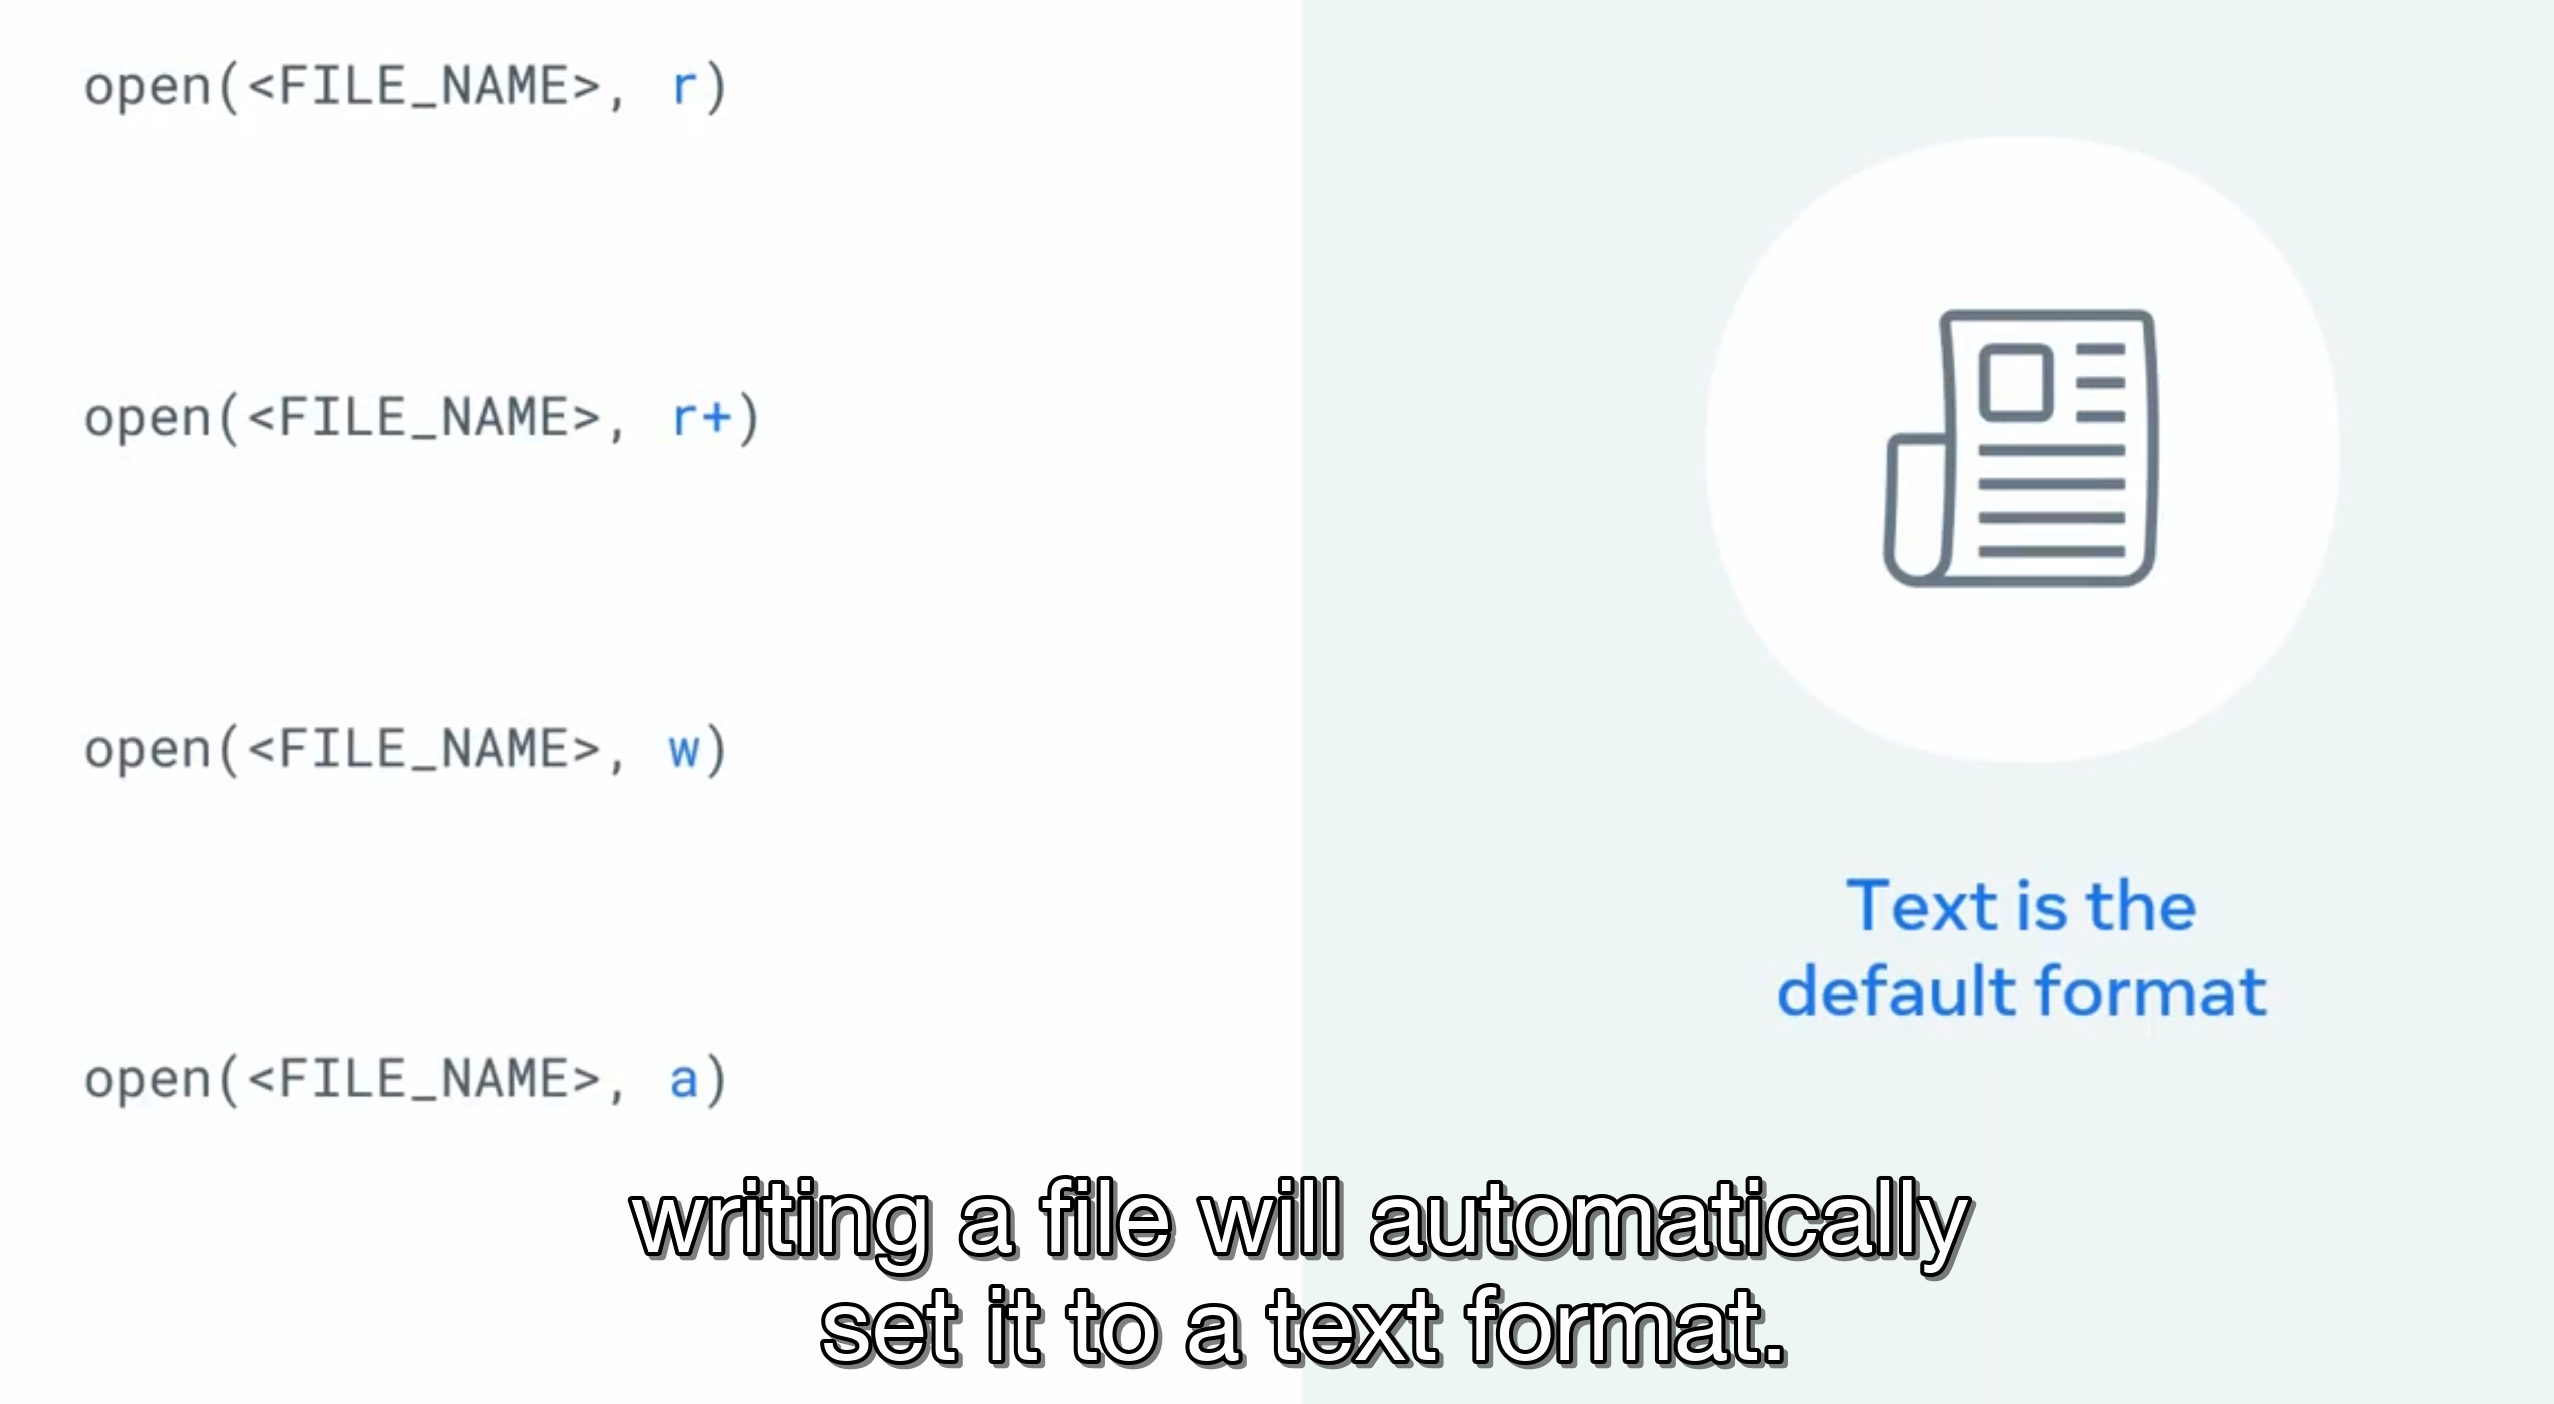 open(<FILE_NAME>, r)
open(<FILE_NAME>, r+)
open(<FILE_NAME>, w)
open(<FILE_NAME>, a)
Text is the
default format
writing a file will automatically
set it to a text format.